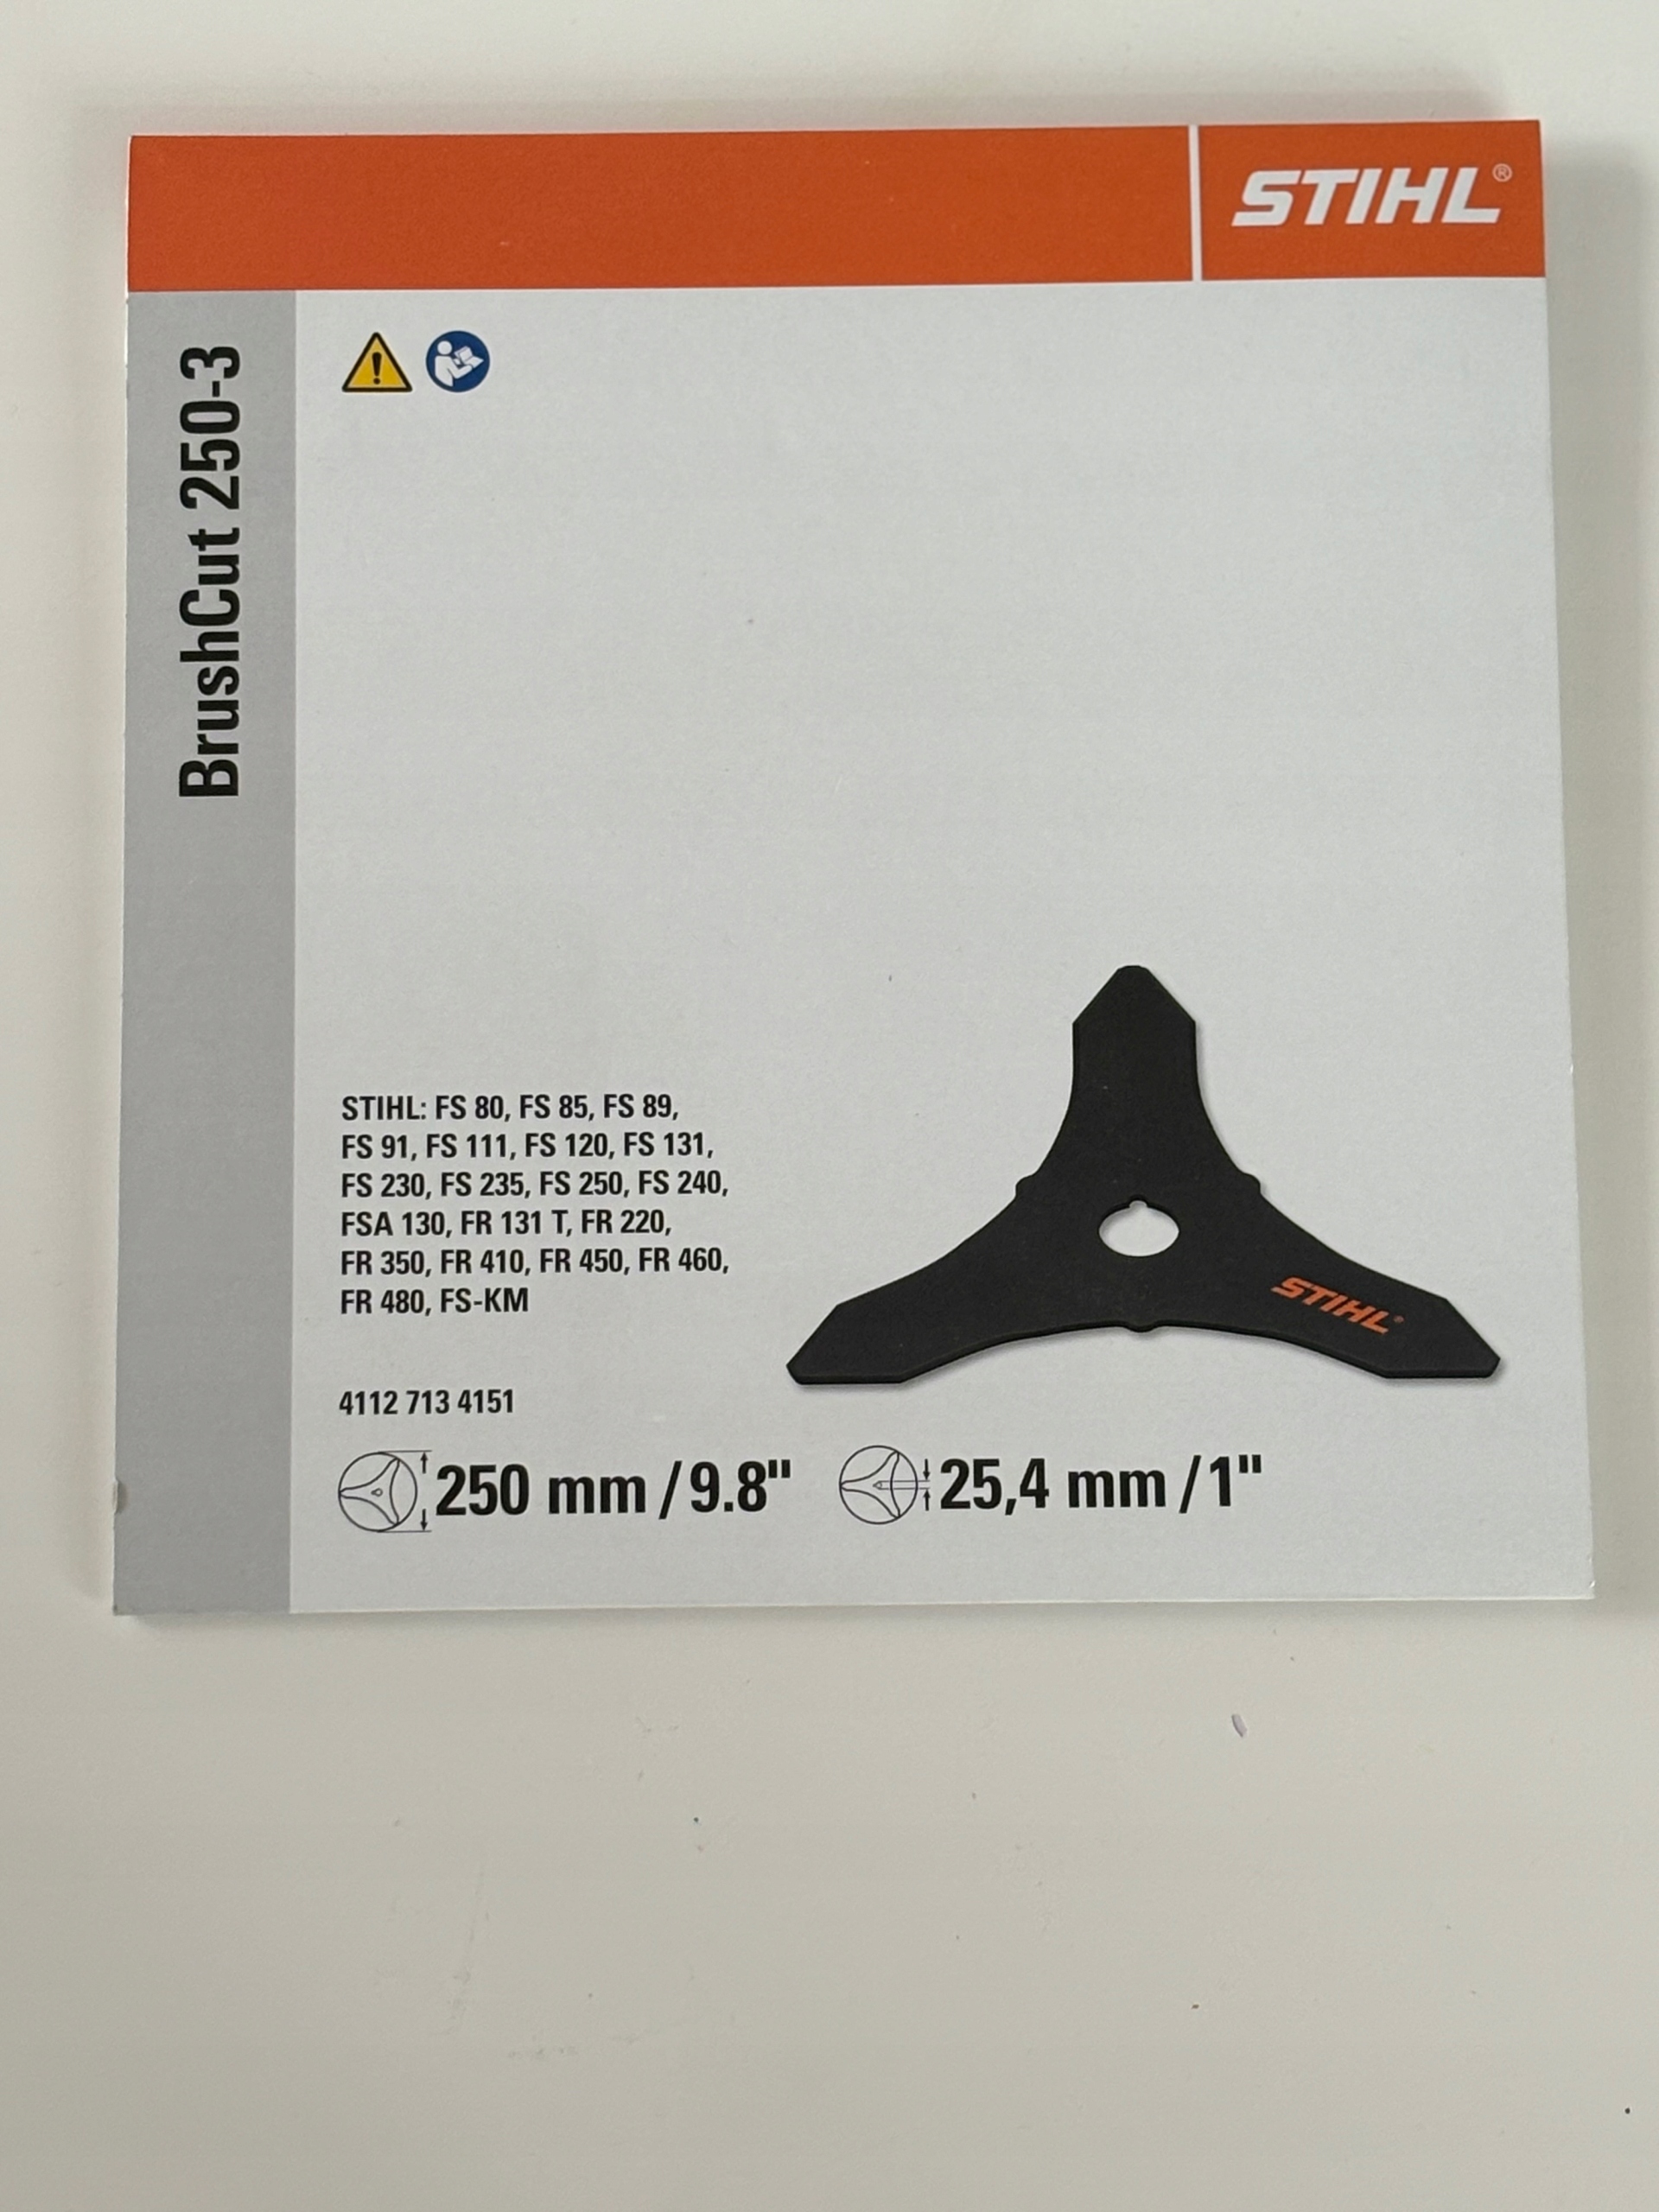 STIHL®
BrushCut 250-3
STIHL: FS 80, FS 85, FS 89,
FS 91, FS 111, FS 120, FS 131,
FS 230, FS 235, FS 250, FS 240,
FSA 130, FR 131 T, FR 220,
FR 350, FR 410, FR 450, FR 460,
FR 480, FS-KM
STIHL®
4112 713 4151
250 mm / 9.8" 25,4 mm / 1"